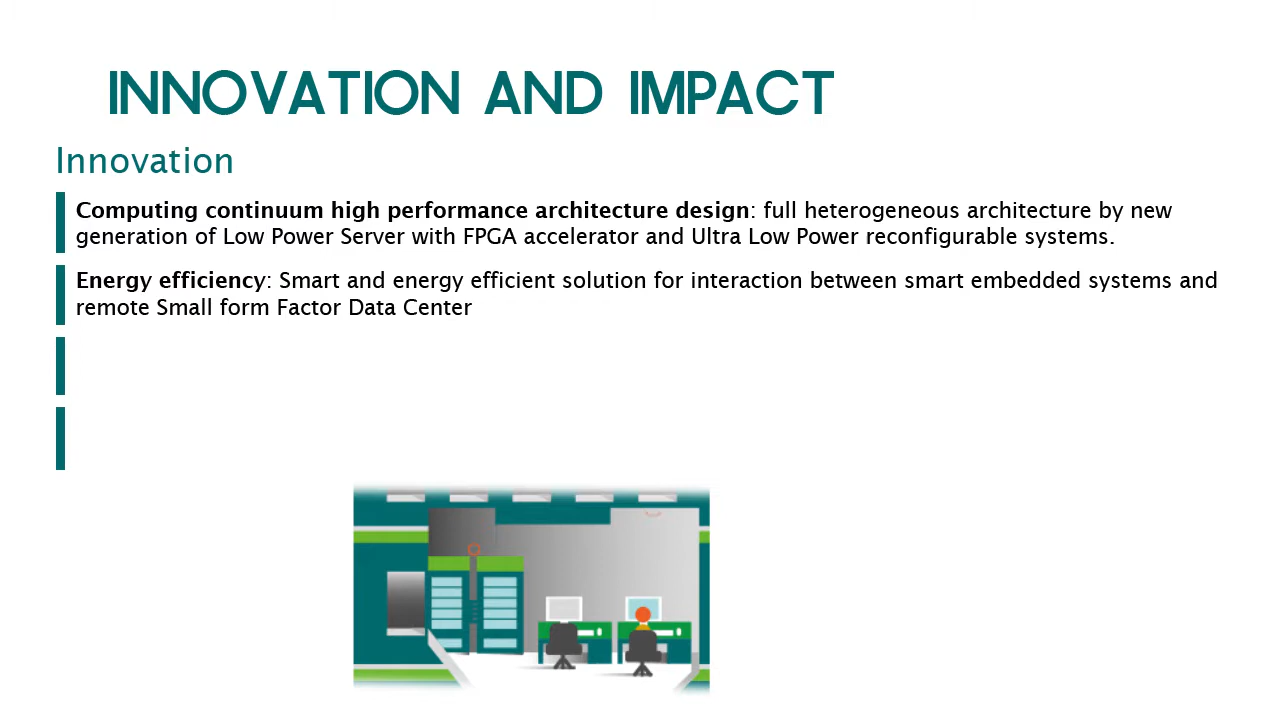 INNOVATION AND IMPACT
Innovation
Computing continuum high performance architecture design: full heterogeneous architecture by new
generation of Low Power Server with FPGA accelerator and Ultra Low Power reconfigurable systems.
Energy efficiency: Smart and energy efficient solution for interaction between smart embedded systems and
remote Small form Factor Data Center